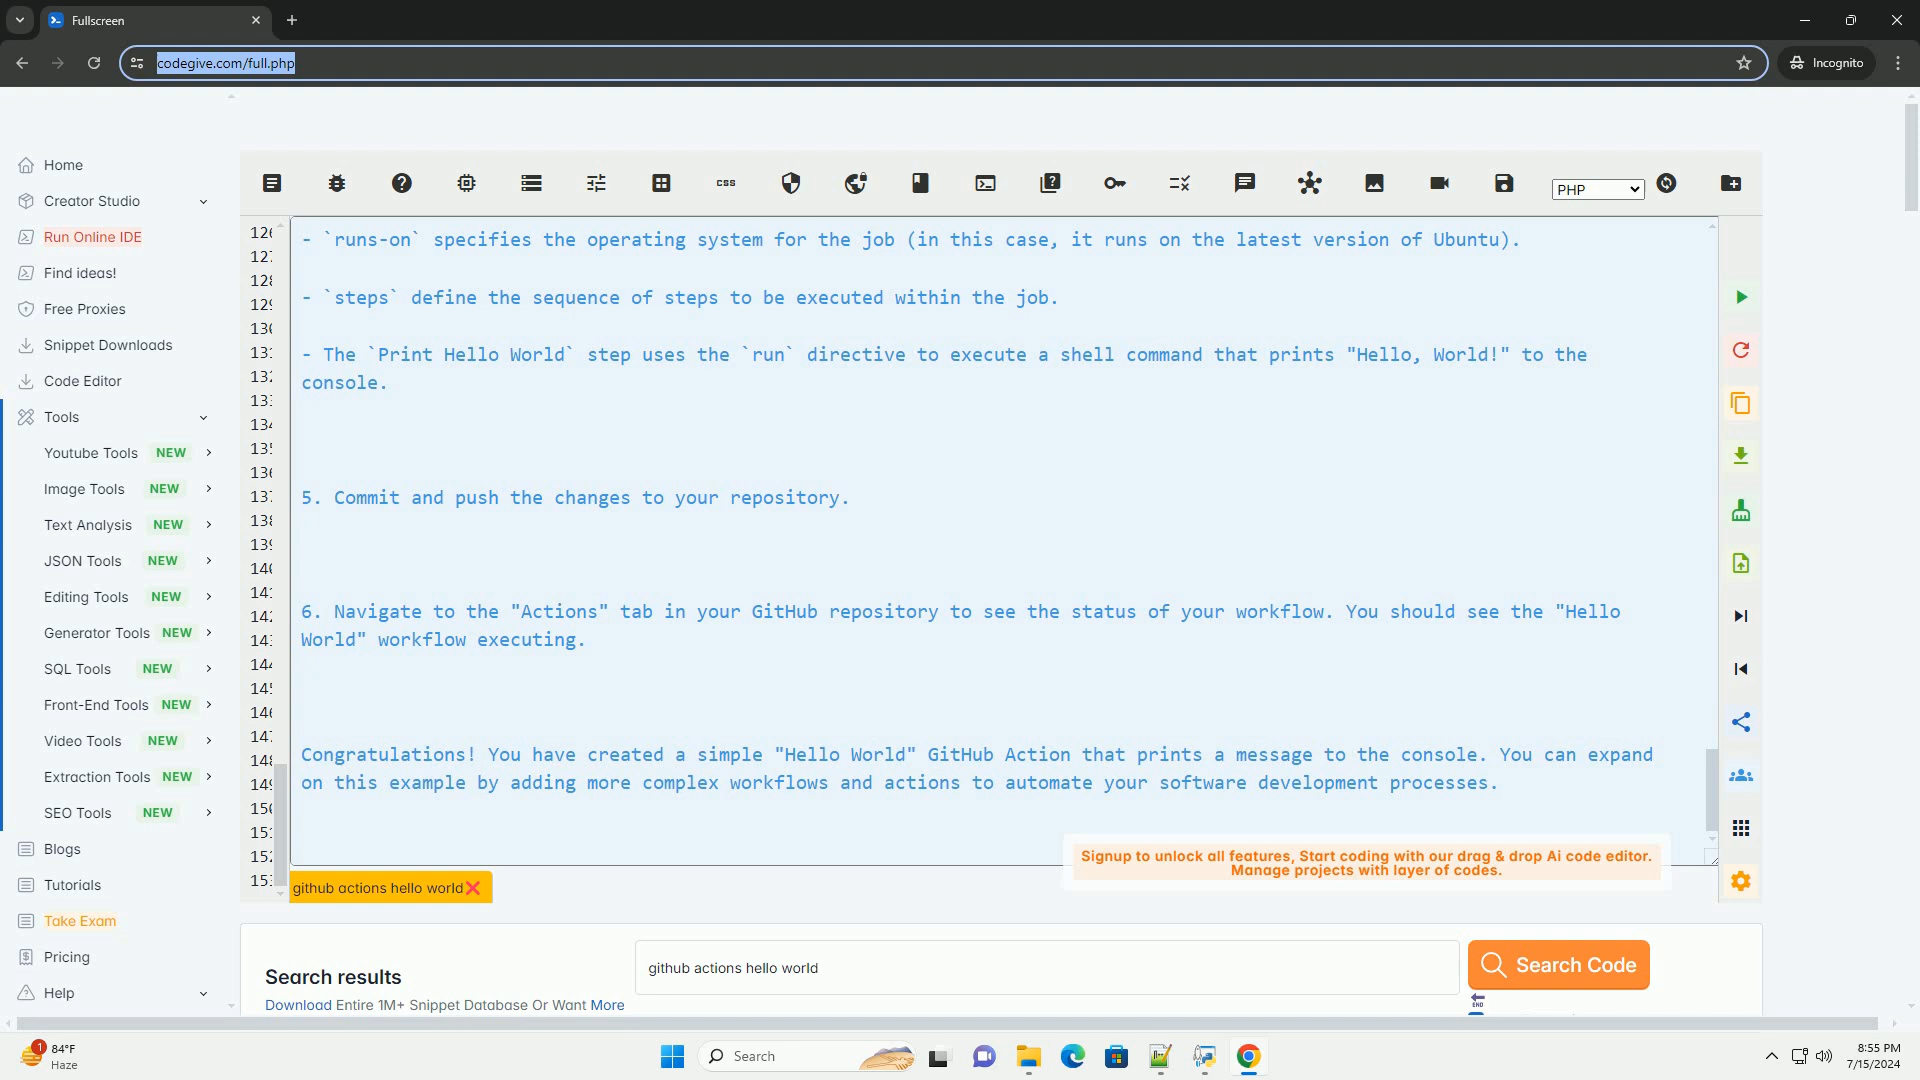 Fullscreen
codegive.com/full.php
Incognito
Home
Creator Studio
Run Online IDE
Find ideas!
Free Proxies
Snippet Downloads
Code Editor
Tools
Youtube Tools NEW
Image Tools NEW
Text Analysis NEW
JSON Tools NEW
Editing Tools NEW
Generator Tools NEW
SQL Tools NEW
Front-End Tools NEW
Video Tools NEW
Extraction Tools NEW
SEO Tools NEW
Blogs
Tutorials
Take Exam
Pricing
Help
css
PHP
- `runs-on` specifies the operating system for the job (in this case, it runs on the latest version of Ubuntu).
- `steps` define the sequence of steps to be executed within the job.
- The `Print Hello World` step uses the `run` directive to execute a shell command that prints "Hello, World!" to the
console.
5. Commit and push the changes to your repository.
6. Navigate to the "Actions" tab in your GitHub repository to see the status of your workflow. You should see the "Hello
World" workflow executing.
Congratulations! You have created a simple "Hello World" GitHub Action that prints a message to the console. You can expand
on this example by adding more complex workflows and actions to automate your software development processes.
Signup to unlock all features, Start coding with our drag & drop Ai code editor.
Manage projects with layer of codes.
github actions hello world
Search results
github actions hello world
Search Code
Download Entire 1M+ Snippet Database Or Want More
END
1
84°F
Haze
Search
8:55 PM
7/15/2024